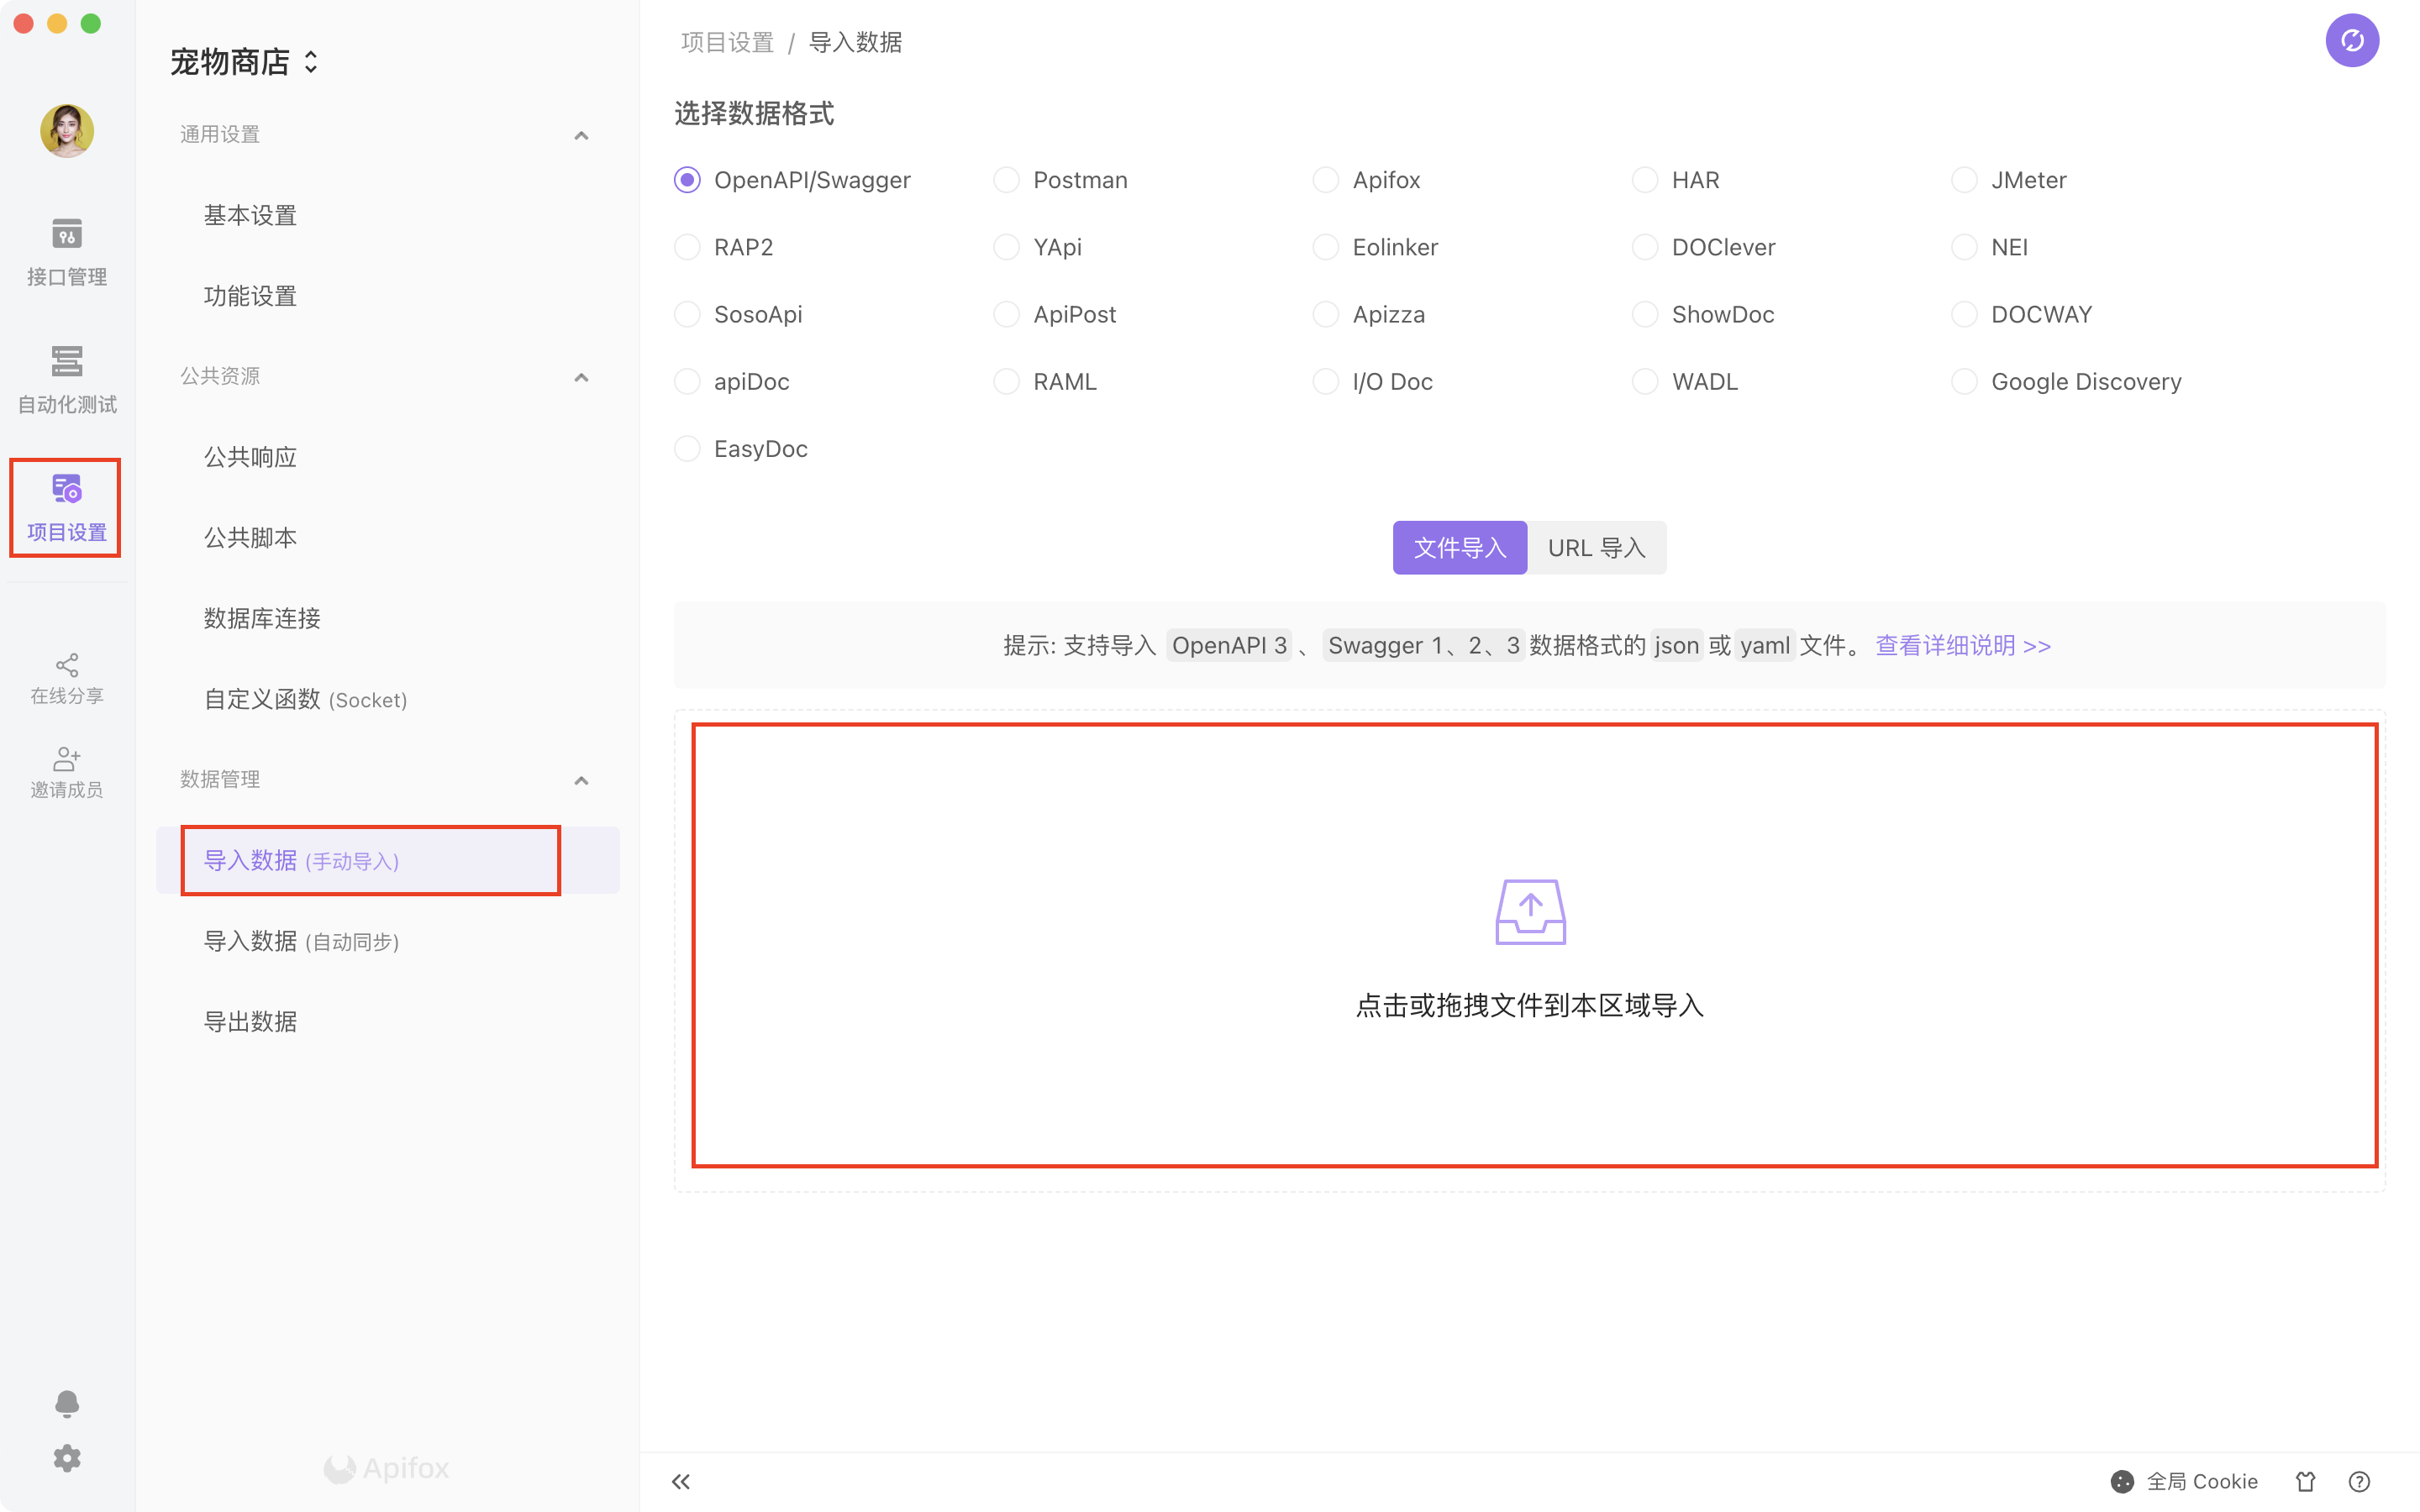 接口管理
自动化测试
项目设置
在线分享
邀请成员
宠物商店
通用设置
基本设置
功能设置
公共资源
公共响应
公共脚本
数据库连接
自定义函数 (Socket)
数据管理
导入数据 (手动导入)
导入数据 (自动同步)
导出数据
Apifox
项目设置 / 导入数据
选择数据格式
OpenAPI/Swagger Postman Apifox HAR JMeter
RAP2 YApi Eolinker DOClever NEI
SosoApi ApiPost Apizza ShowDoc DOCWAY
apiDoc RAML I/O Doc WADL Google Discovery
EasyDoc
文件导入 URL 导入
提示: 支持导入 OpenAPI 3 、 Swagger 1、2、3 数据格式的 json 或 yaml 文件。 查看详细说明 >>
点击或拖拽文件到本区域导入
全局 Cookie